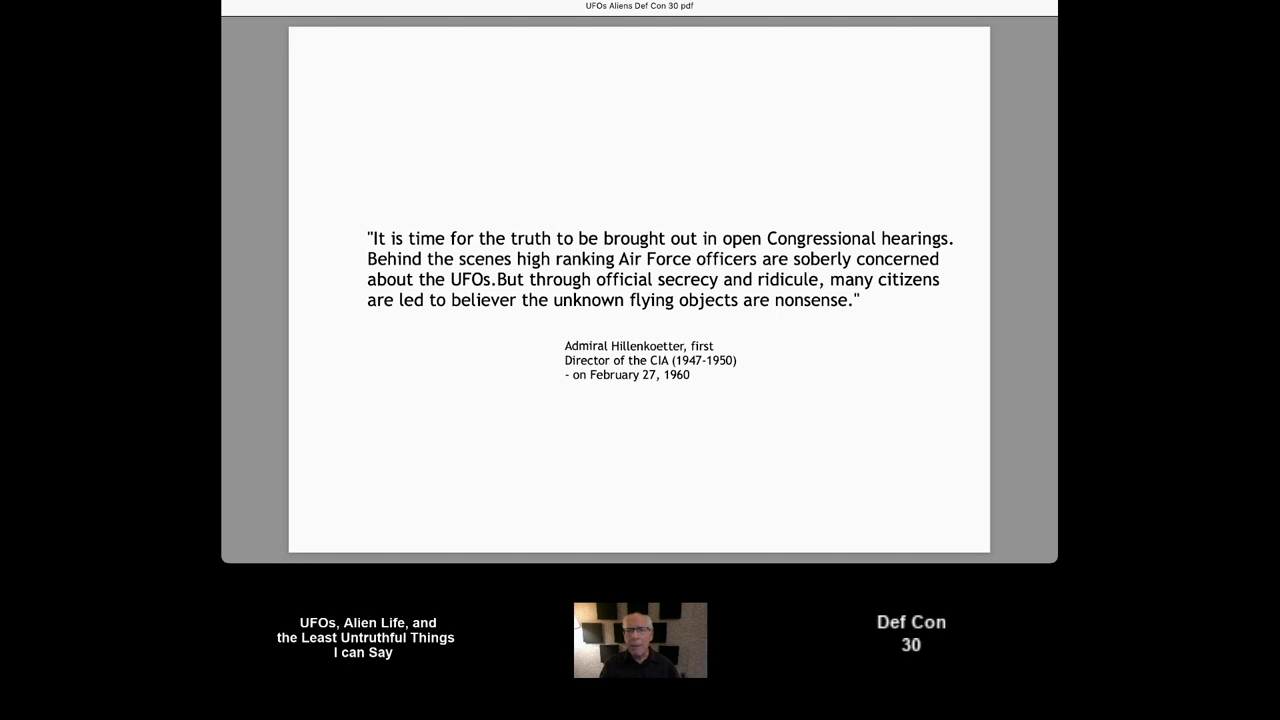 UFOs Aliens Def Con 30 pdf
"It is time for the truth to be brought out in open Congressional hearings.
Behind the scenes high ranking Air Force officers are soberly concerned
about the UFOs.But through official secrecy and ridicule, many citizens
are led to believer the unknown flying objects are nonsense."
Admiral Hillenkoetter, first
Director of the CIA (1947-1950)
- on February 27, 1960
UFOs, Alien Life, and
the Least Untruthful Things
I can Say
Def Con
30